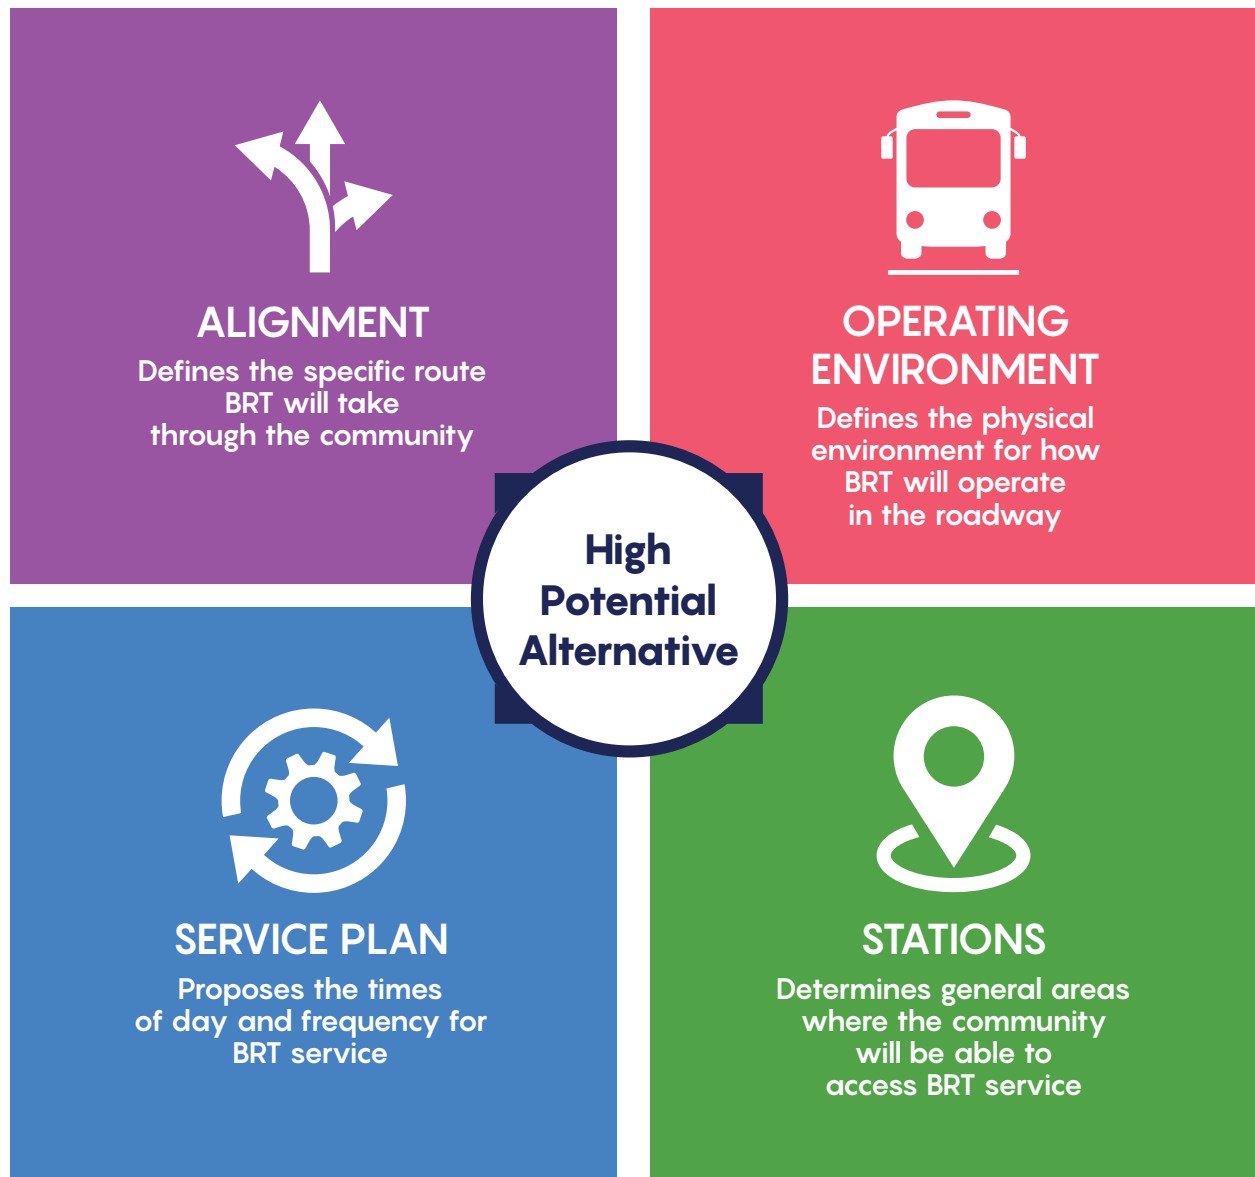 ALIGNMENT
Defines the specific route
BRT will take
through the community
OPERATING
ENVIRONMENT
Defines the physical
environment for how
BRT will operate
in the roadway
High
Potential
Alternative
SERVICE PLAN
Proposes the times
of day and frequency for
BRT service
STATIONS
Determines general areas
where the community
will be able to
access BRT service